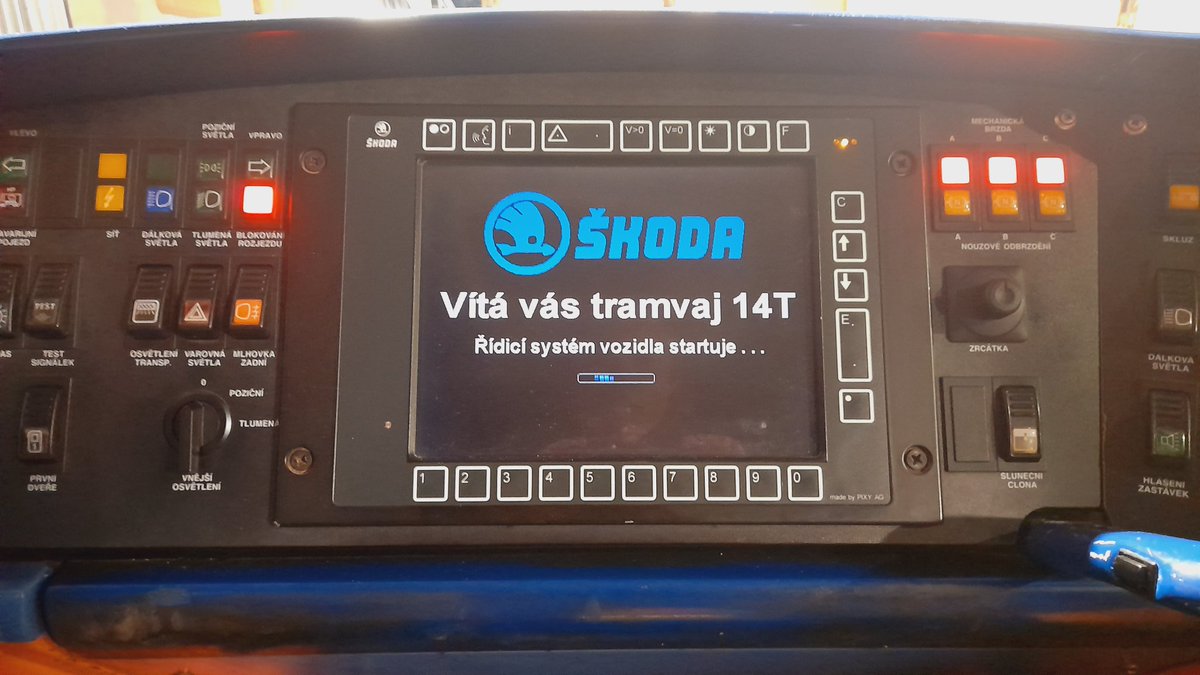 VLEVO
POZIČNÍ
SVĚTLA
VPRAVO
SÍŤ
DÁLKOVÁ
SVĚTLA
TLUMENÁ
SVĚTLA
BLOKOVÁNÍ
ROZJEZDU
TEST
TEST
SIGNÁLEK
OSVĚTLENÍ
TRANSP.
VAROVNÁ
SVĚTLA
MLHOVKA
ZADNÍ
0
POZIČNÍ
TLUMENÁ
VNĚJŠÍ
OSVĚTLENÍ
PRVNÍ
DVEŘE
ŠKODA
i
V>0
V=0
F
ŠKODA
Vítá vás tramvaj 14T
Řídicí systém vozidla startuje . . .
C
E
1 2 3 4 5 6 7 8 9 0
made by PIXY AG
MECHANICKÁ
BRZDA
A B C
A B C
NOUZOVÉ ODBRZDĚNÍ
ZRCÁTKA
SLUNEČNÍ
CLONA
SKLUZ
DÁLKOVÁ
SVĚTLA
HLÁŠENÍ
ZASTÁVEK